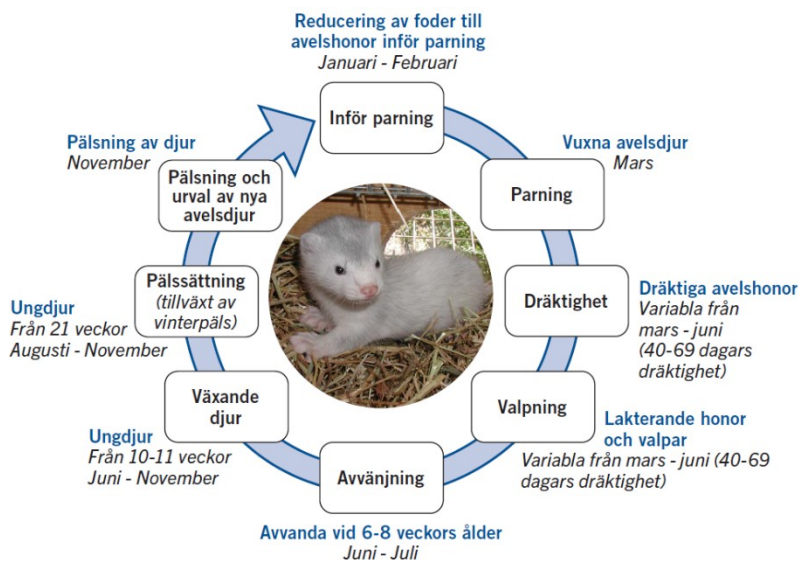 Reducering av foder till
avelshonor inför parning
Januari - Februari
Inför parning
Vuxna avelsdjur
Mars
Parning
Dräktiga avelshonor
Variabla från
mars - juni
(40-69 dagars
dräktighet)
Dräktighet
Lakterande honor
och valpar
Variabla från mars - juni (40-69
dagars dräktighet)
Valpning
Avvänjning
Avvanda vid 6-8 veckors ålder
Juni - Juli
Växande
djur
Ungdjur
Från 10-11 veckor
Juni - November
Pälssättning
(tillväxt av
vinterpäls)
Ungdjur
Från 21 veckor
Augusti - November
Pälsning och
urval av nya
avelsdjur
Pälsning av djur
November